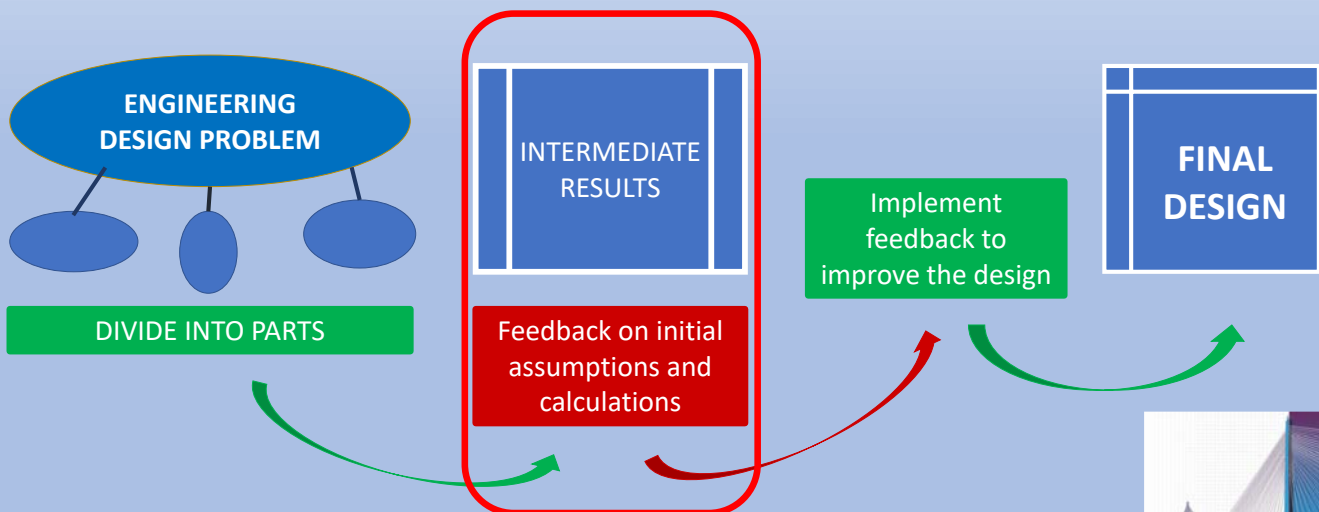 ENGINEERING
DESIGN PROBLEM
DIVIDE INTO PARTS
INTERMEDIATE
RESULTS
Feedback on initial
assumptions and
calculations
Implement
feedback to
improve the design
FINAL
DESIGN